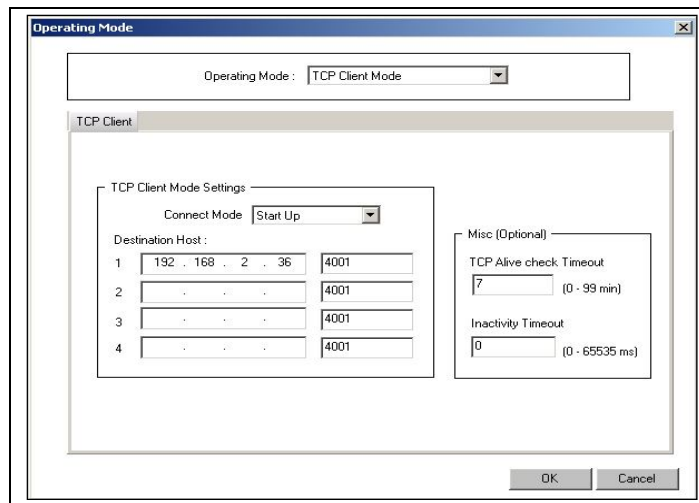 Operating Mode
Operating Mode : TCP Client Mode
TCP Client
TCP Client Mode Settings
Connect Mode Start Up
Destination Host :
1 192 . 168 . 2 . 36 4001
2 . . . 4001
3 . . . 4001
4 . . . 4001
Misc (Optional)
TCP Alive check Timeout
7 (0 - 99 min)
Inactivity Timeout
0 (0 - 65535 ms)
OK Cancel